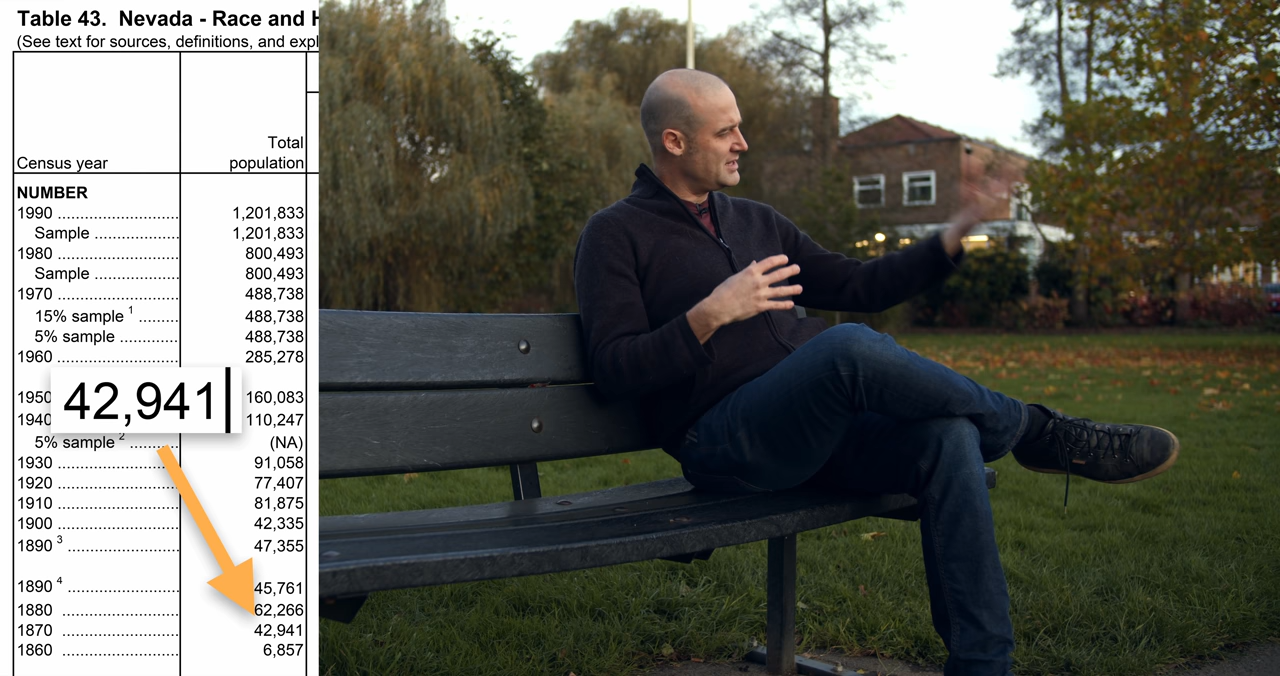 Table 43. Nevada - Race and H
(See text for sources, definitions, and expl
Census year
Total
population
NUMBER
1990 ........................... 1,201,833
Sample .................. 1,201,833
1980 ........................... 800,493
Sample .................. 800,493
1970 ........................... 488,738
15% sample 1 ........ 488,738
5% sample ............. 488,738
1960 ........................... 285,278
1950 160,083
42,941
1940 110,247
5% sample 2 .......... (NA)
1930 ........................... 91,058
1920 ........................... 77,407
1910 ........................... 81,875
1900 ........................... 42,335
1890 3 ........................ 47,355
1890 4 ........................ 45,761
1880 .......................... 62,266
1870 .......................... 42,941
1860 .......................... 6,857